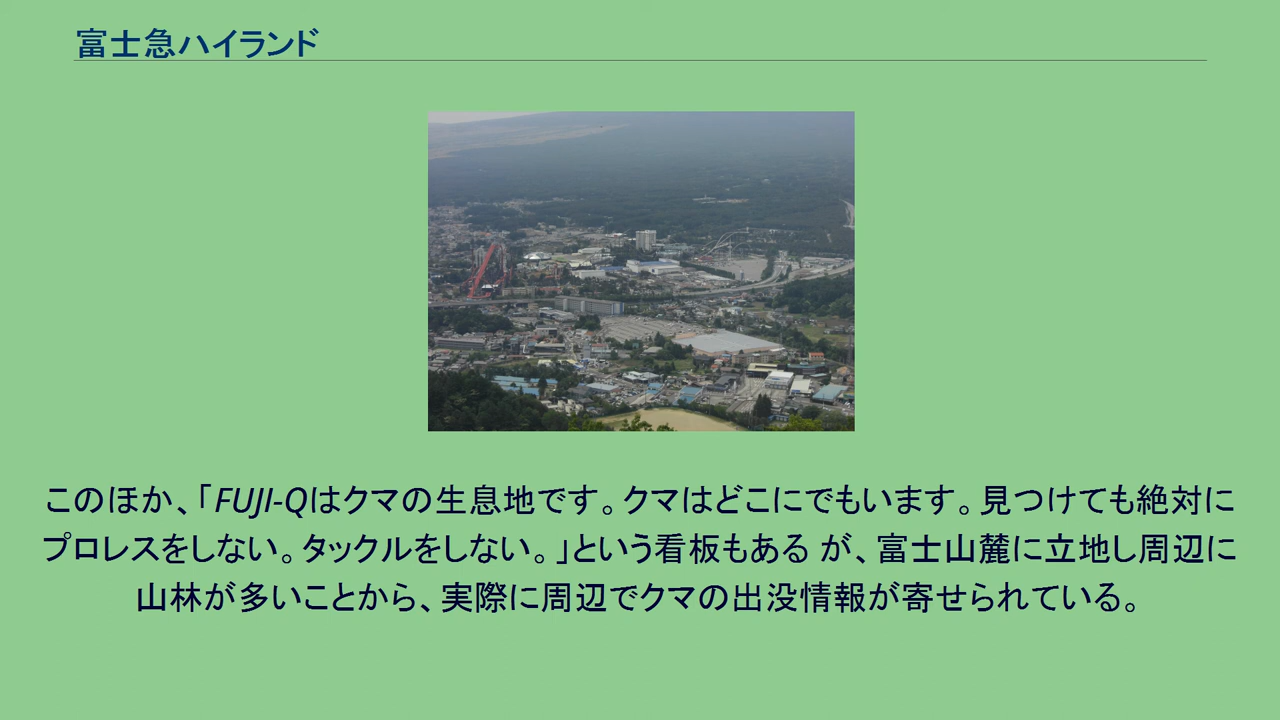 富士急ハイランド
このほか、「FUJI-Qはクマの生息地です。クマはどこにでもいます。見つけても絶対に
プロレスをしない。タックルをしない。」という看板もある が、富士山麓に立地し周辺に
山林が多いことから、実際に周辺でクマの出没情報が寄せられている。